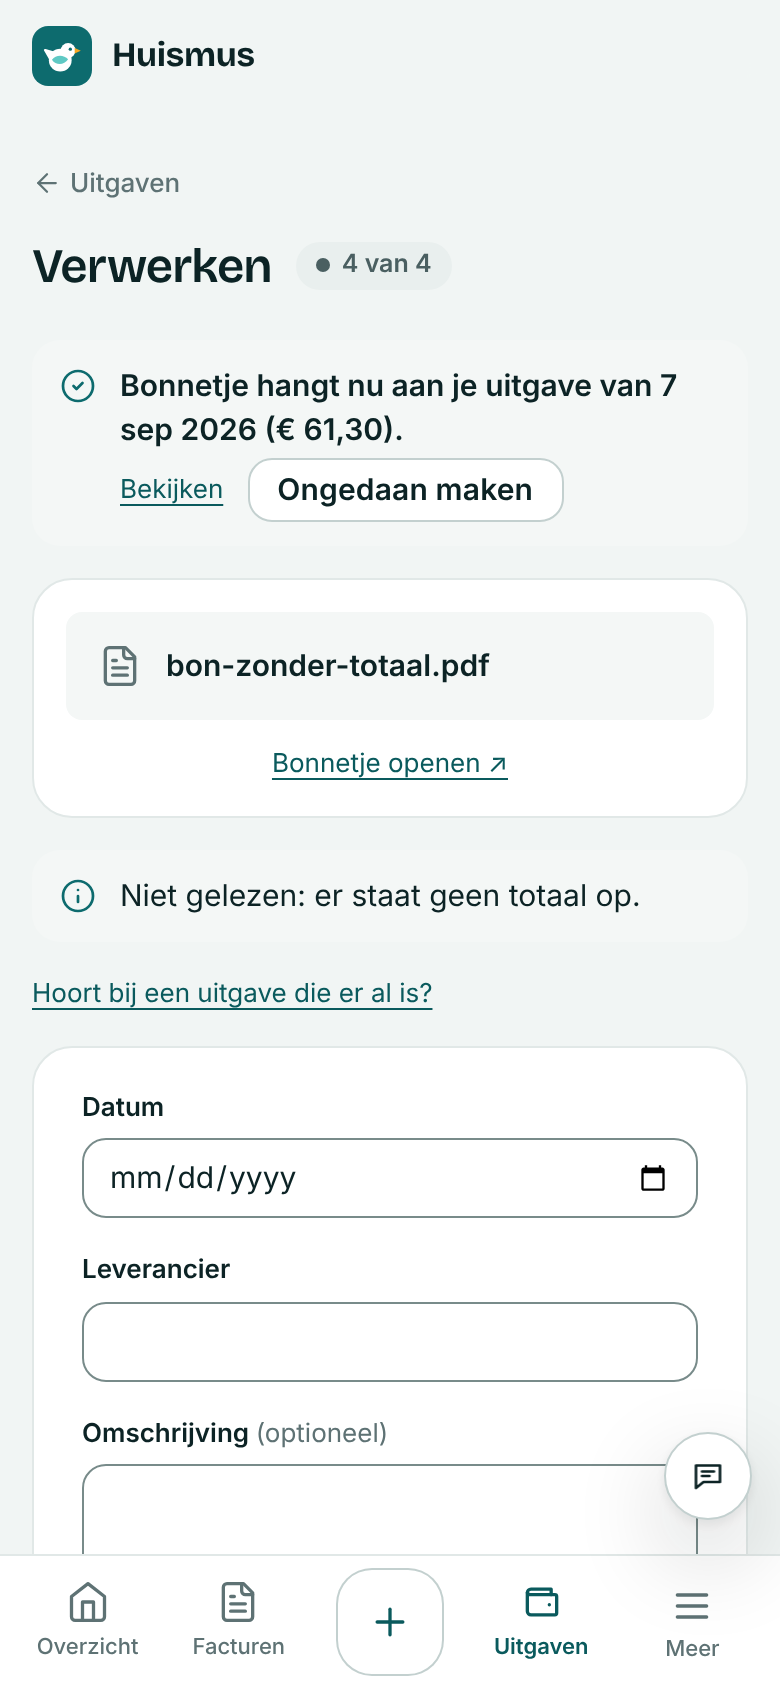 Huismus
← Uitgaven
Verwerken
● 4 van 4
Bonnetje hangt nu aan je uitgave van 7
sep 2026 (€ 61,30).
Bekijken
Ongedaan maken
bon-zonder-totaal.pdf
Bonnetje openen ↗
Niet gelezen: er staat geen totaal op.
Hoort bij een uitgave die er al is?
Datum
mm/dd/yyyy
Leverancier
Omschrijving (optioneel)
Overzicht
Facturen
Uitgaven
Meer